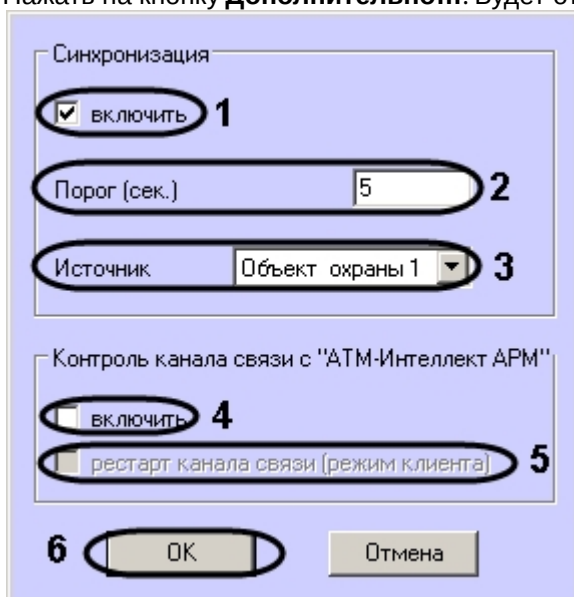 Нажать на кнопку Дополнительно.... Будет от
Синхронизация
включить 1
Порог (сек.) 5 2
Источник Объект охраны 1 3
Контроль канала связи с "АТМ-Интеллект АРМ"
включить 4
рестарт канала связи (режим клиента) 5
6 OK Отмена